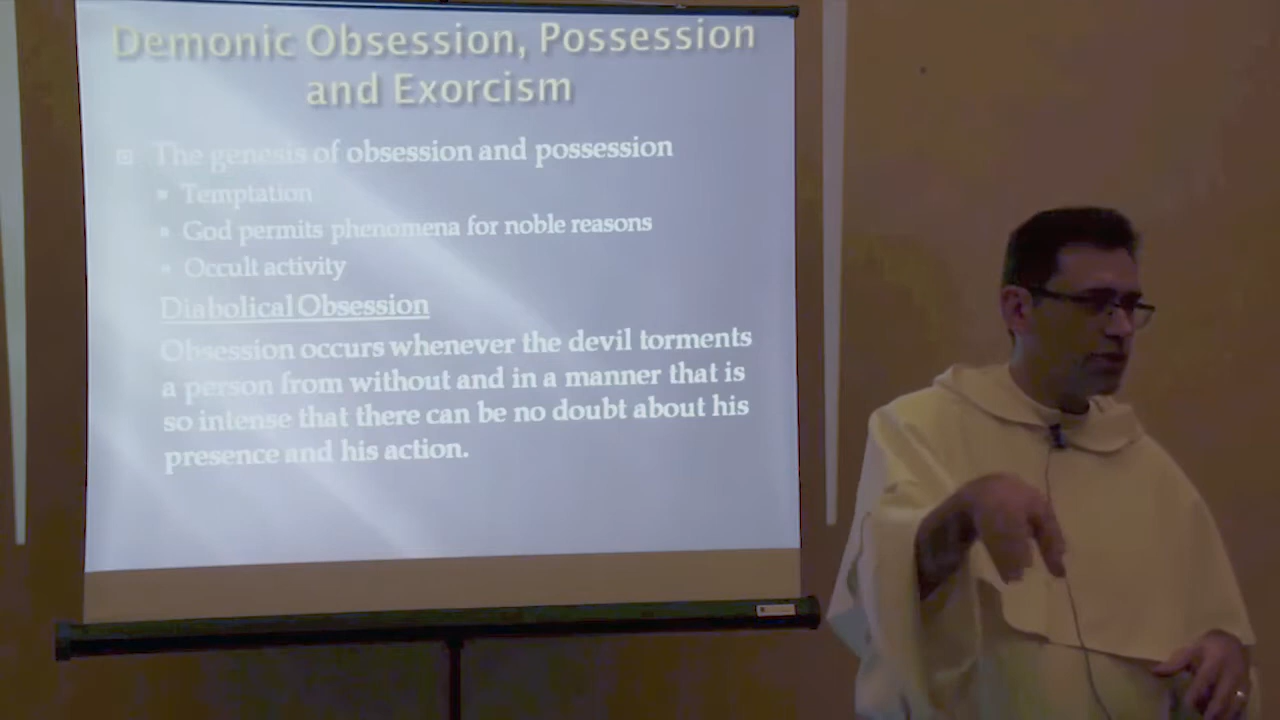 Demonic Obsession, Possession
and Exorcism
The genesis of obsession and possession
Temptation
God permits phenomena for noble reasons
Occult activity
Diabolical Obsession
Obsession occurs whenever the devil torments
a person from without and in a manner that is
so intense that there can be no doubt about his
presence and his action.